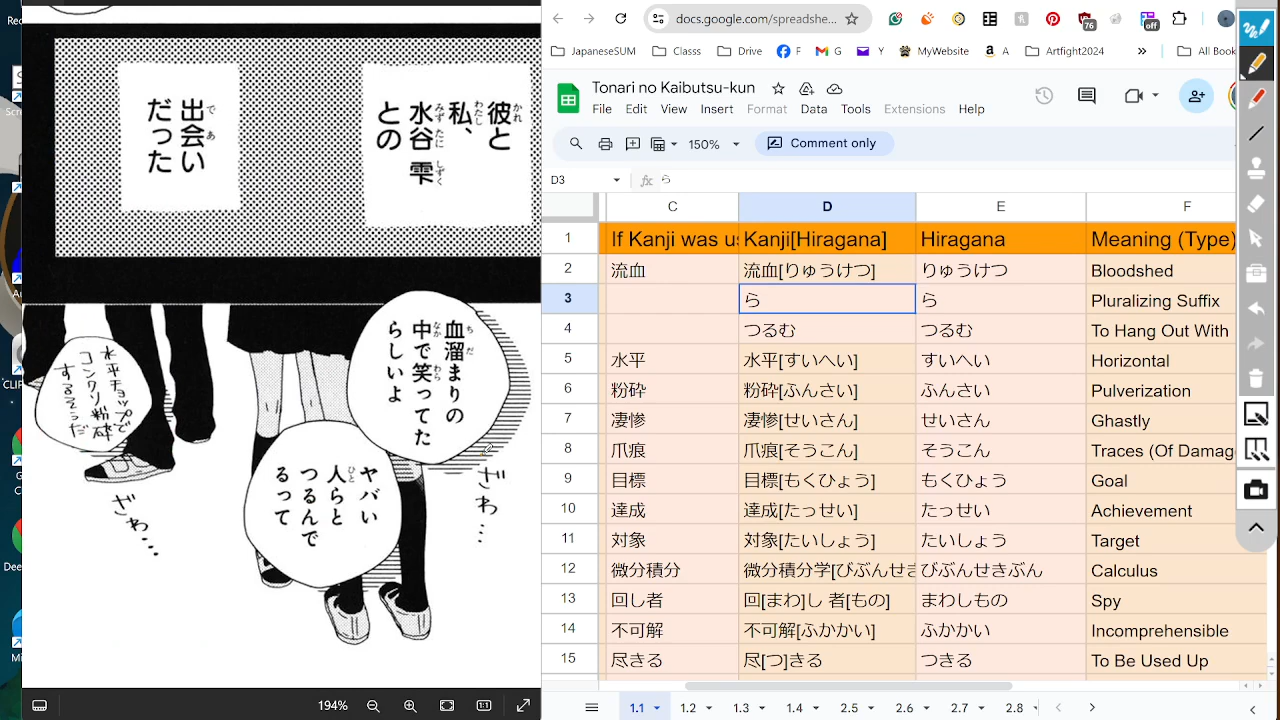 彼と
私、
水谷 雫
との
出会い
だった
血溜まりの
中で笑ってた
らしいよ
ヤバい
人らと
つるんで
るって
ざわ…
水平チョップで
コンクリ粉砕
するそうだ
ざわ…
194%
1:1
docs.google.com/spreadshe...
76
off
JapaneseSUM
Classes
Drive
F
G
M
Y
MyWebsite
A
Artfight2024
»
All Book
Tonari no Kaibutsu-kun
File Edit View Insert Format Data Tools Extensions Help
150%
Comment only
D3
fx ら
C D E F
1 If Kanji was us Kanji[Hiragana] Hiragana Meaning (Type)
2 流血 流血[りゅうけつ] りゅうけつ Bloodshed
3 ら ら Pluralizing Suffix
4 つるむ つるむ To Hang Out With
5 水平 水平[すいへい] すいへい Horizontal
6 粉砕 粉砕[ふんさい] ふんさい Pulverization
7 凄惨 凄惨[せいさん] せいさん Ghastly
8 爪痕 爪痕[そうこん] そうこん Traces (Of Damag
9 目標 目標[もくひょう] もくひょう Goal
10 達成 達成[たっせい] たっせい Achievement
11 対象 対象[たいしょう] たいしょう Target
12 微分積分 微分積分学[びぶんせき びぶんせきぶん Calculus
13 回し者 回[まわ]し 者[もの] まわしもの Spy
14 不可解 不可解[ふかかい] ふかかい Incomprehensible
15 尽きる 尽[つ]きる つきる To Be Used Up
1.1 1.2 1.3 1.4 2.5 2.6 2.7 2.8